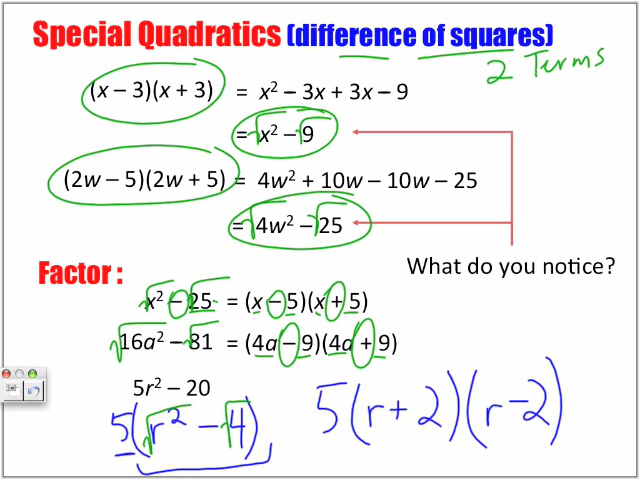 Special Quadratics (difference of squares)
2 Terms
(x – 3)(x + 3) = x² – 3x + 3x – 9
= √x² – √9
(2w – 5)(2w + 5) = 4w² + 10w – 10w – 25
= √4w² – √25
What do you notice?
Factor :
√x² – √25 = (x – 5)(x + 5)
√16a² – √81 = (4a – 9)(4a + 9)
5r² – 20
5(√r² – √4) 5(r+2)(r-2)